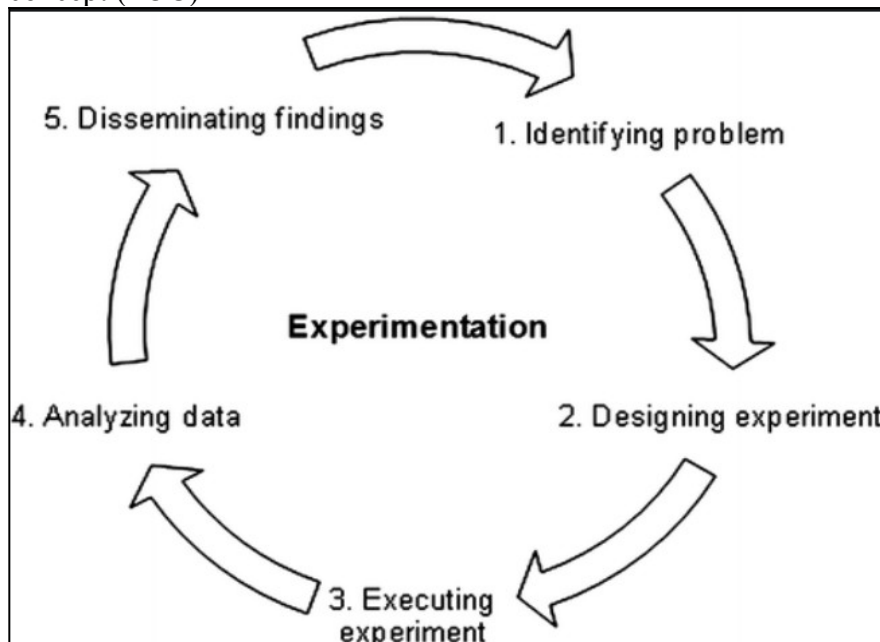 5. Disseminating findings
1. Identifying problem
Experimentation
4. Analyzing data
2. Designing experiment
3. Executing
experiment